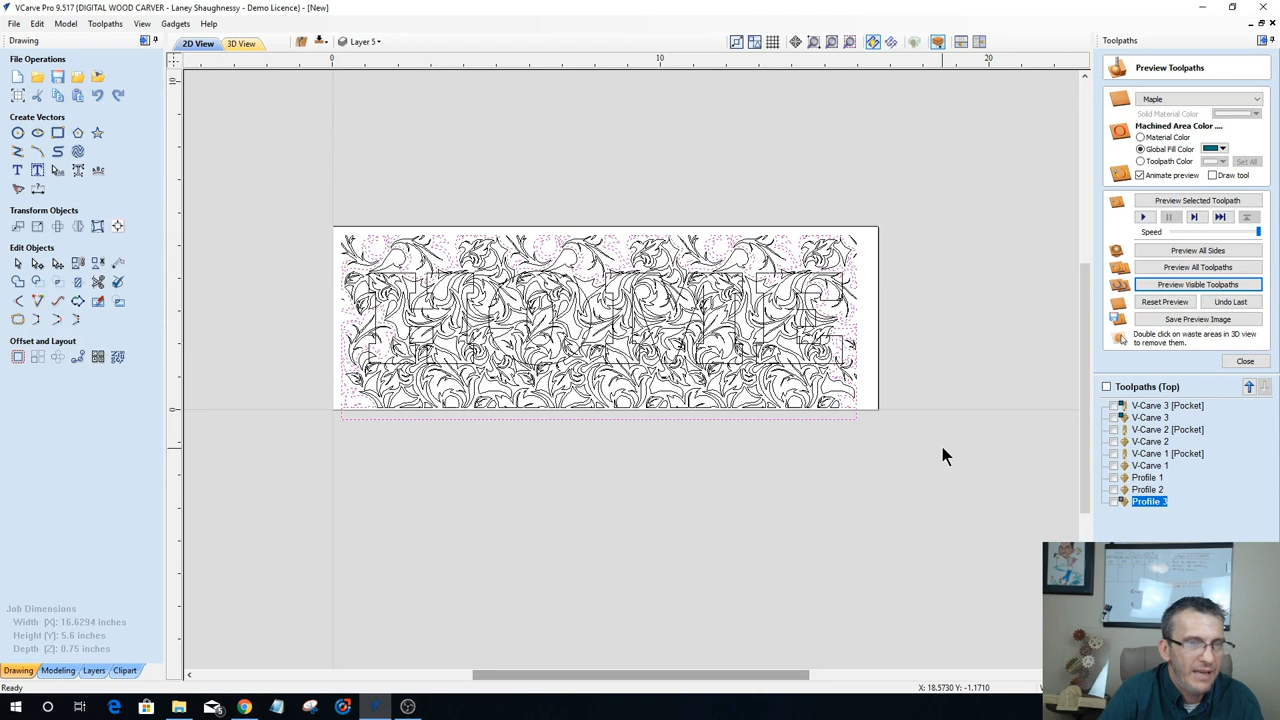 VCarve Pro 9.517 {DIGITAL WOOD CARVER - Laney Shaughnessy - Demo Licence} - [New]
File Edit Model Toolpaths View Gadgets Help
Drawing
2D View 3D View Layer 5
Toolpaths
File Operations
Create Vectors
Transform Objects
Edit Objects
Offset and Layout
Job Dimensions
Width (X): 16.6294 inches
Height (Y): 5.6 inches
Depth (Z): 0.75 inches
Drawing Modeling Layers Clipart
Ready
0 10 20
10
0
X: 18.5730 Y: -1.1710
Preview Toolpaths
Maple
Solid Material Color
Machined Area Color ....
Material Color
Global Fill Color
Toolpath Color Set All
Animate preview Draw tool
Preview Selected Toolpath
Speed
Preview All Sides
Preview All Toolpaths
Preview Visible Toolpaths
Reset Preview Undo Last
Save Preview Image
Double click on waste areas in 3D view
to remove them.
Close
Toolpaths (Top)
V-Carve 3 [Pocket]
V-Carve 3
V-Carve 2 [Pocket]
V-Carve 2
V-Carve 1 [Pocket]
V-Carve 1
Profile 1
Profile 2
Profile 3